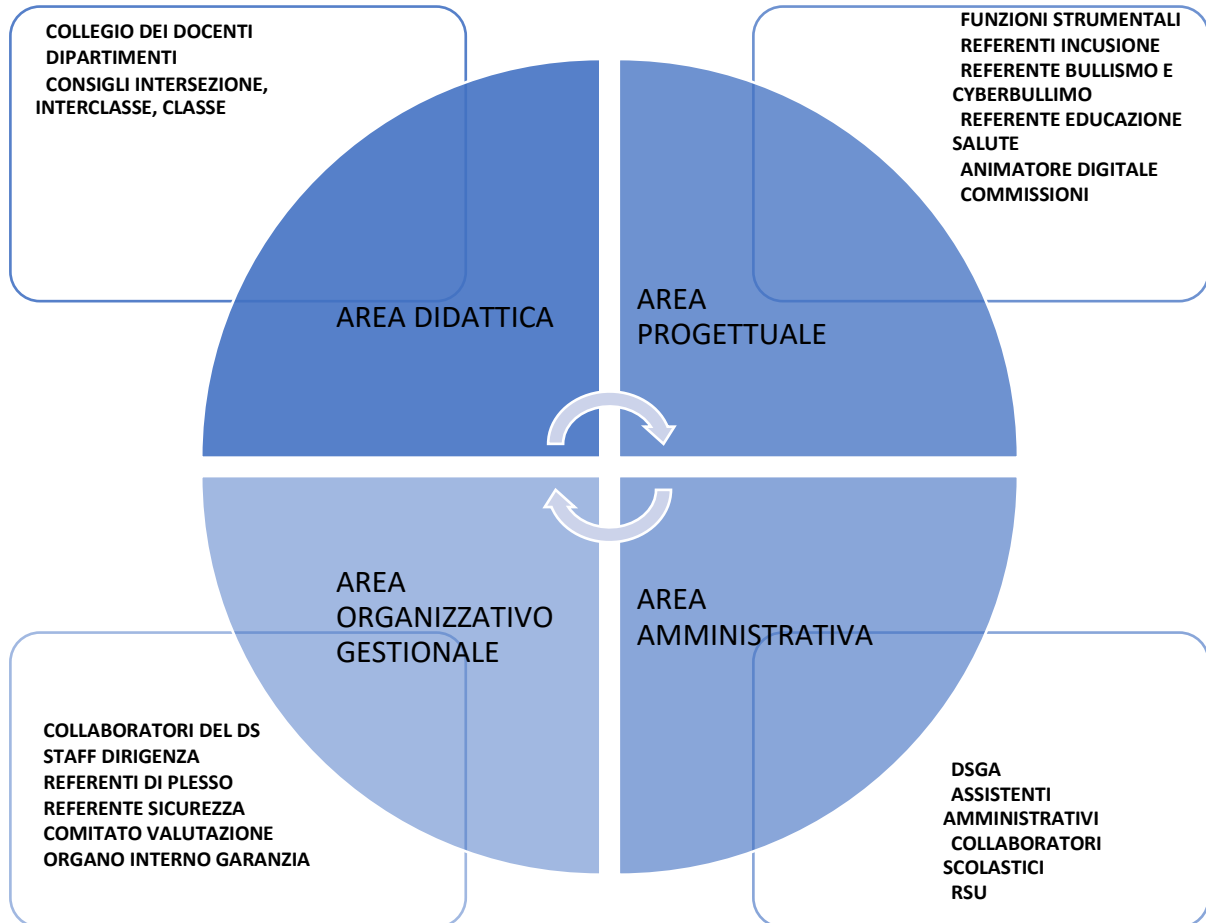 COLLEGIO DEI DOCENTI
DIPARTIMENTI
CONSIGLI INTERSEZIONE,
INTERCLASSE, CLASSE
FUNZIONI STRUMENTALI
REFERENTI INCUSIONE
REFERENTE BULLISMO E
CYBERBULLIMO
REFERENTE EDUCAZIONE
SALUTE
ANIMATORE DIGITALE
COMMISSIONI
AREA DIDATTICA
AREA
PROGETTUALE
AREA
ORGANIZZATIVO
GESTIONALE
AREA
AMMINISTRATIVA
COLLABORATORI DEL DS
STAFF DIRIGENZA
REFERENTI DI PLESSO
REFERENTE SICUREZZA
COMITATO VALUTAZIONE
ORGANO INTERNO GARANZIA
DSGA
ASSISTENTI
AMMINISTRATIVI
COLLABORATORI
SCOLASTICI
RSU